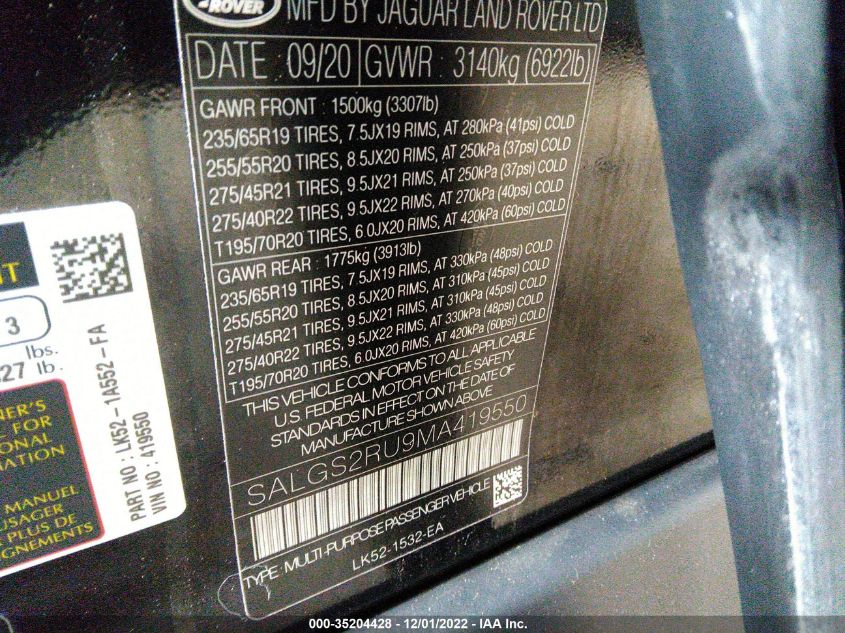 ROVER
MFD BY JAGUAR LAND ROVER LTD
DATE 09/20 GVWR 3140kg (6922lb)
GAWR FRONT : 1500kg (3307lb)
235/65R19 TIRES, 7.5JX19 RIMS, AT 280kPa (41psi) COLD
255/55R20 TIRES, 8.5JX20 RIMS, AT 250kPa (37psi) COLD
275/45R21 TIRES, 9.5JX21 RIMS, AT 250kPa (37psi) COLD
275/40R22 TIRES, 9.5JX22 RIMS, AT 270kPa (40psi) COLD
T195/70R20 TIRES, 6.0JX20 RIMS, AT 420kPa (60psi) COLD
GAWR REAR : 1775kg (3913lb)
235/65R19 TIRES, 7.5JX19 RIMS, AT 330kPa (48psi) COLD
255/55R20 TIRES, 8.5JX20 RIMS, AT 310kPa (45psi) COLD
275/45R21 TIRES, 9.5JX21 RIMS, AT 310kPa (45psi) COLD
275/40R22 TIRES, 9.5JX22 RIMS, AT 330kPa (48psi) COLD
T195/70R20 TIRES, 6.0JX20 RIMS, AT 420kPa (60psi) COLD
THIS VEHICLE CONFORMS TO ALL APPLICABLE
U.S. FEDERAL MOTOR VEHICLE SAFETY
STANDARDS IN EFFECT ON THE DATE OF
MANUFACTURE SHOWN ABOVE
SALGS2RU9MA419550
TYPE : MULTI-PURPOSE PASSENGER VEHICLE
LK52-1532-EA
NT
3
lbs.
27 lb.
NER'S
FOR
ONAL
MATION
MANUEL
USAGER
PLUS DE
GNEMENTS
PART NO : LK52-1A552-FA
VIN NO : 419550
000-35204428 - 12/01/2022 - IAA Inc.